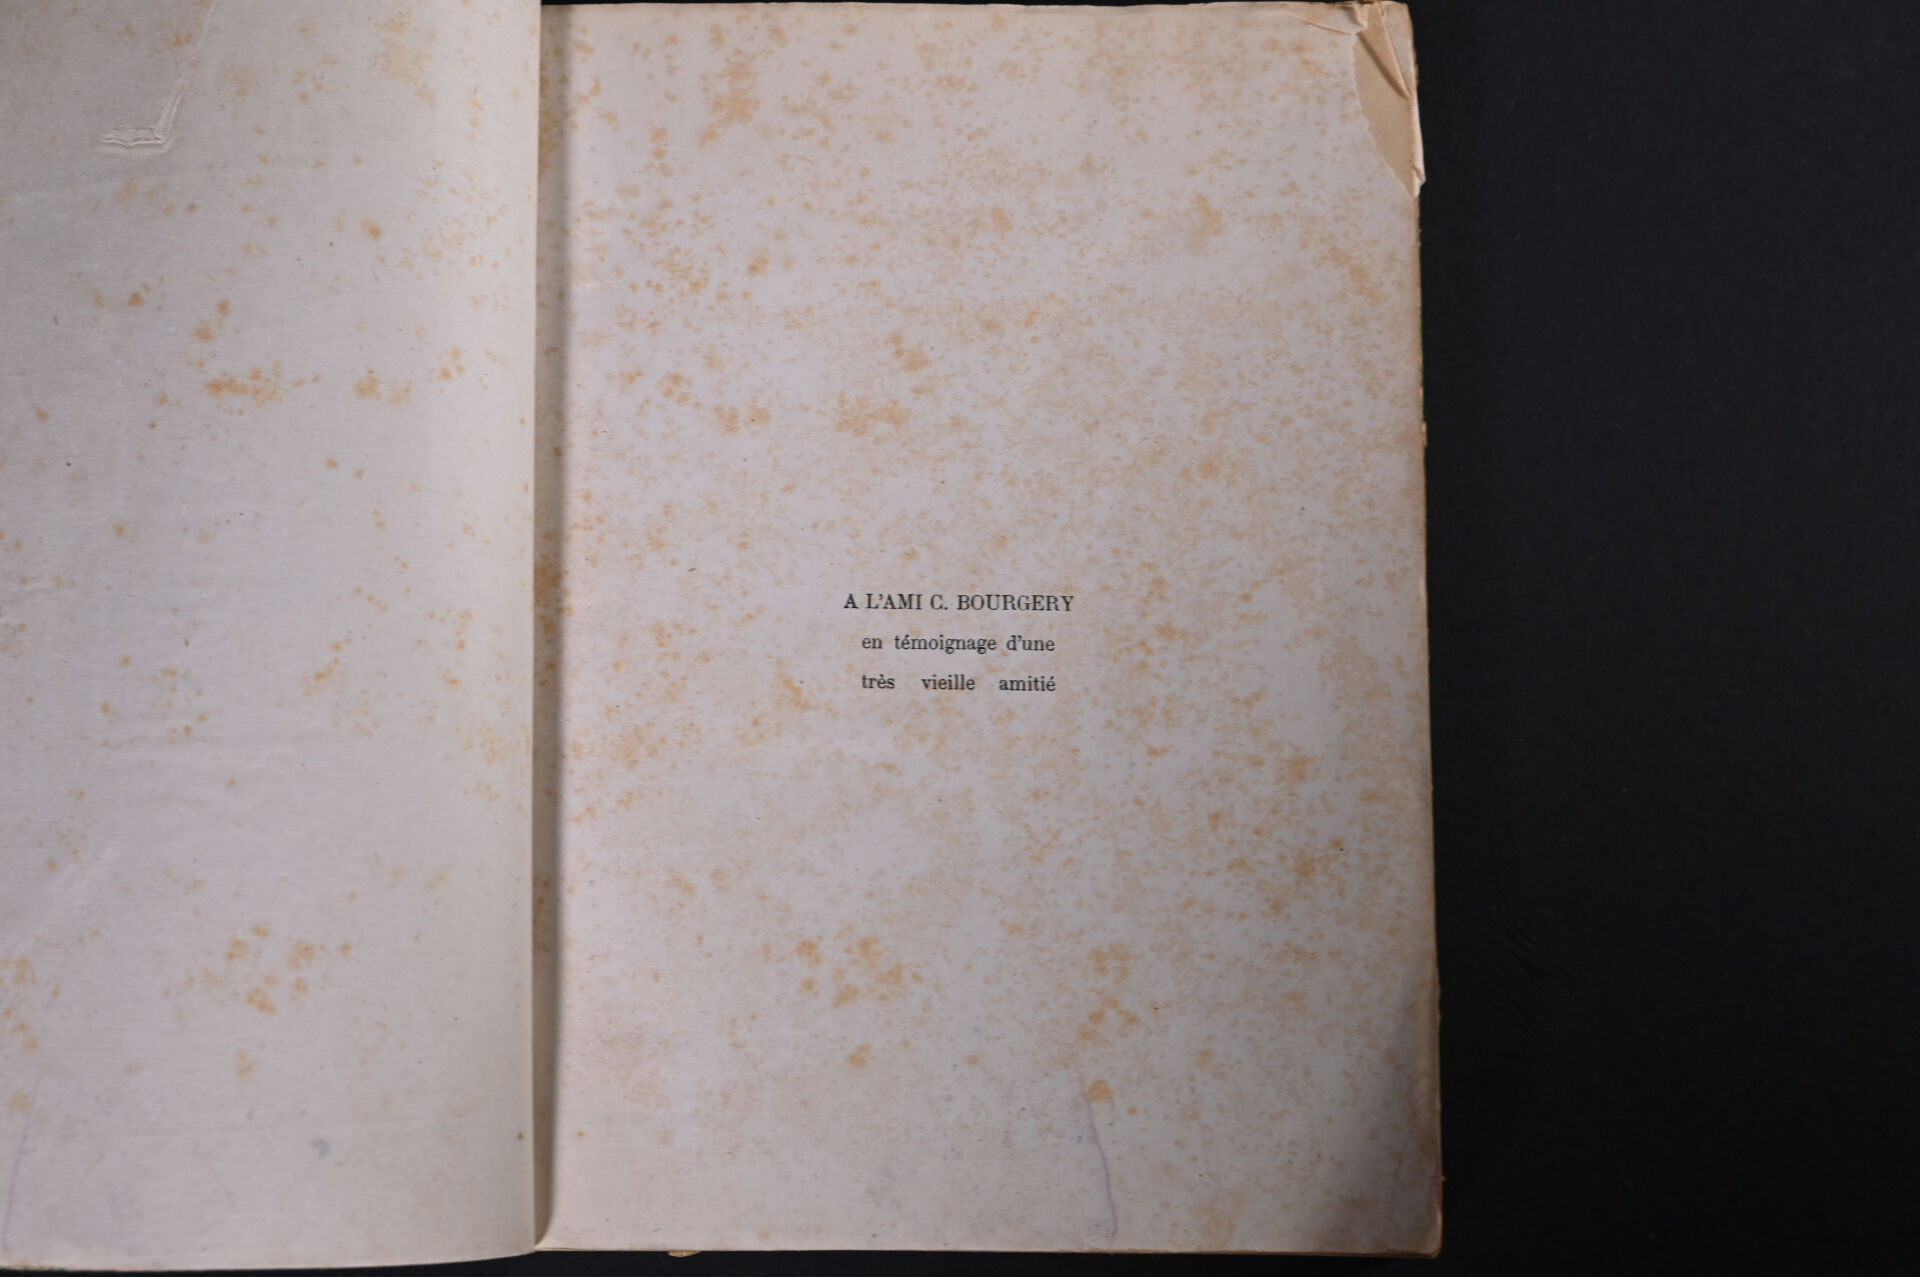 A L'AMI C. BOURGERY
en témoignage d'une
très vieille amitié